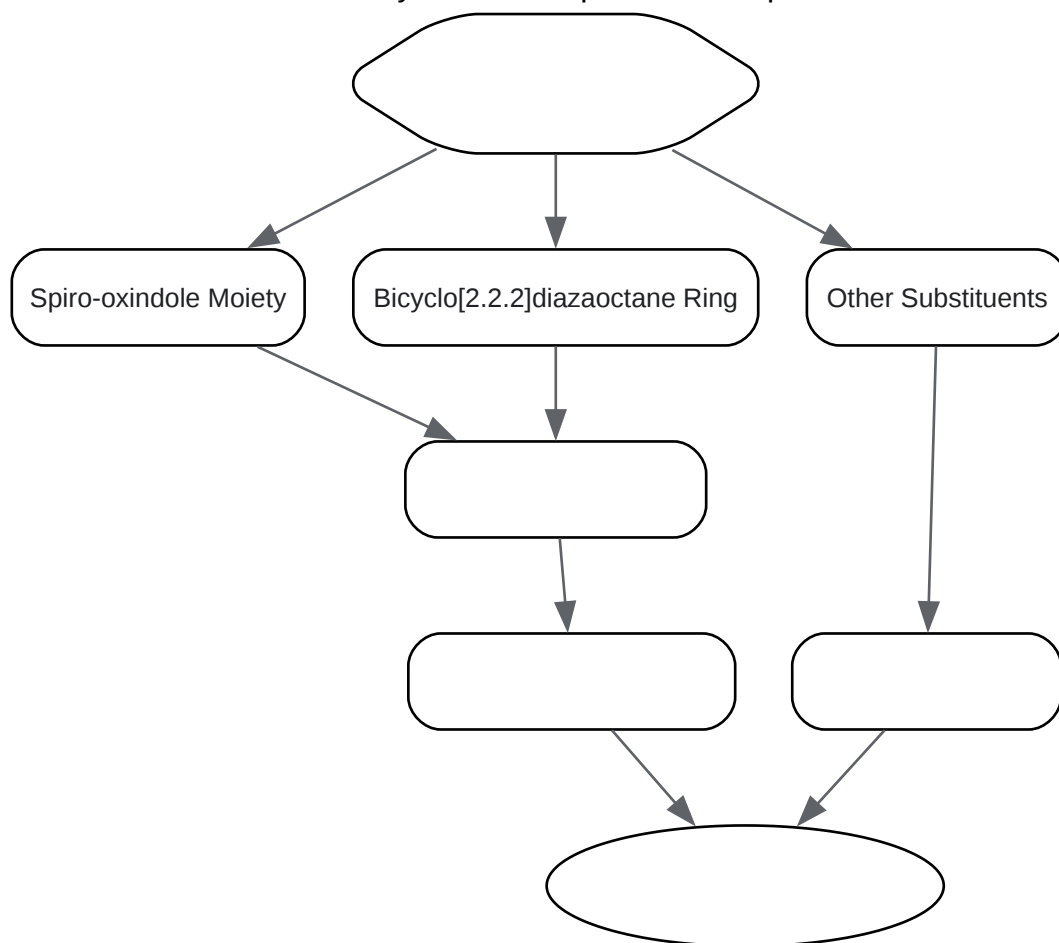 Spiro-oxindole Moiety
Bicyclo[2.2.2]diazaoctane Ring
Other Substituents